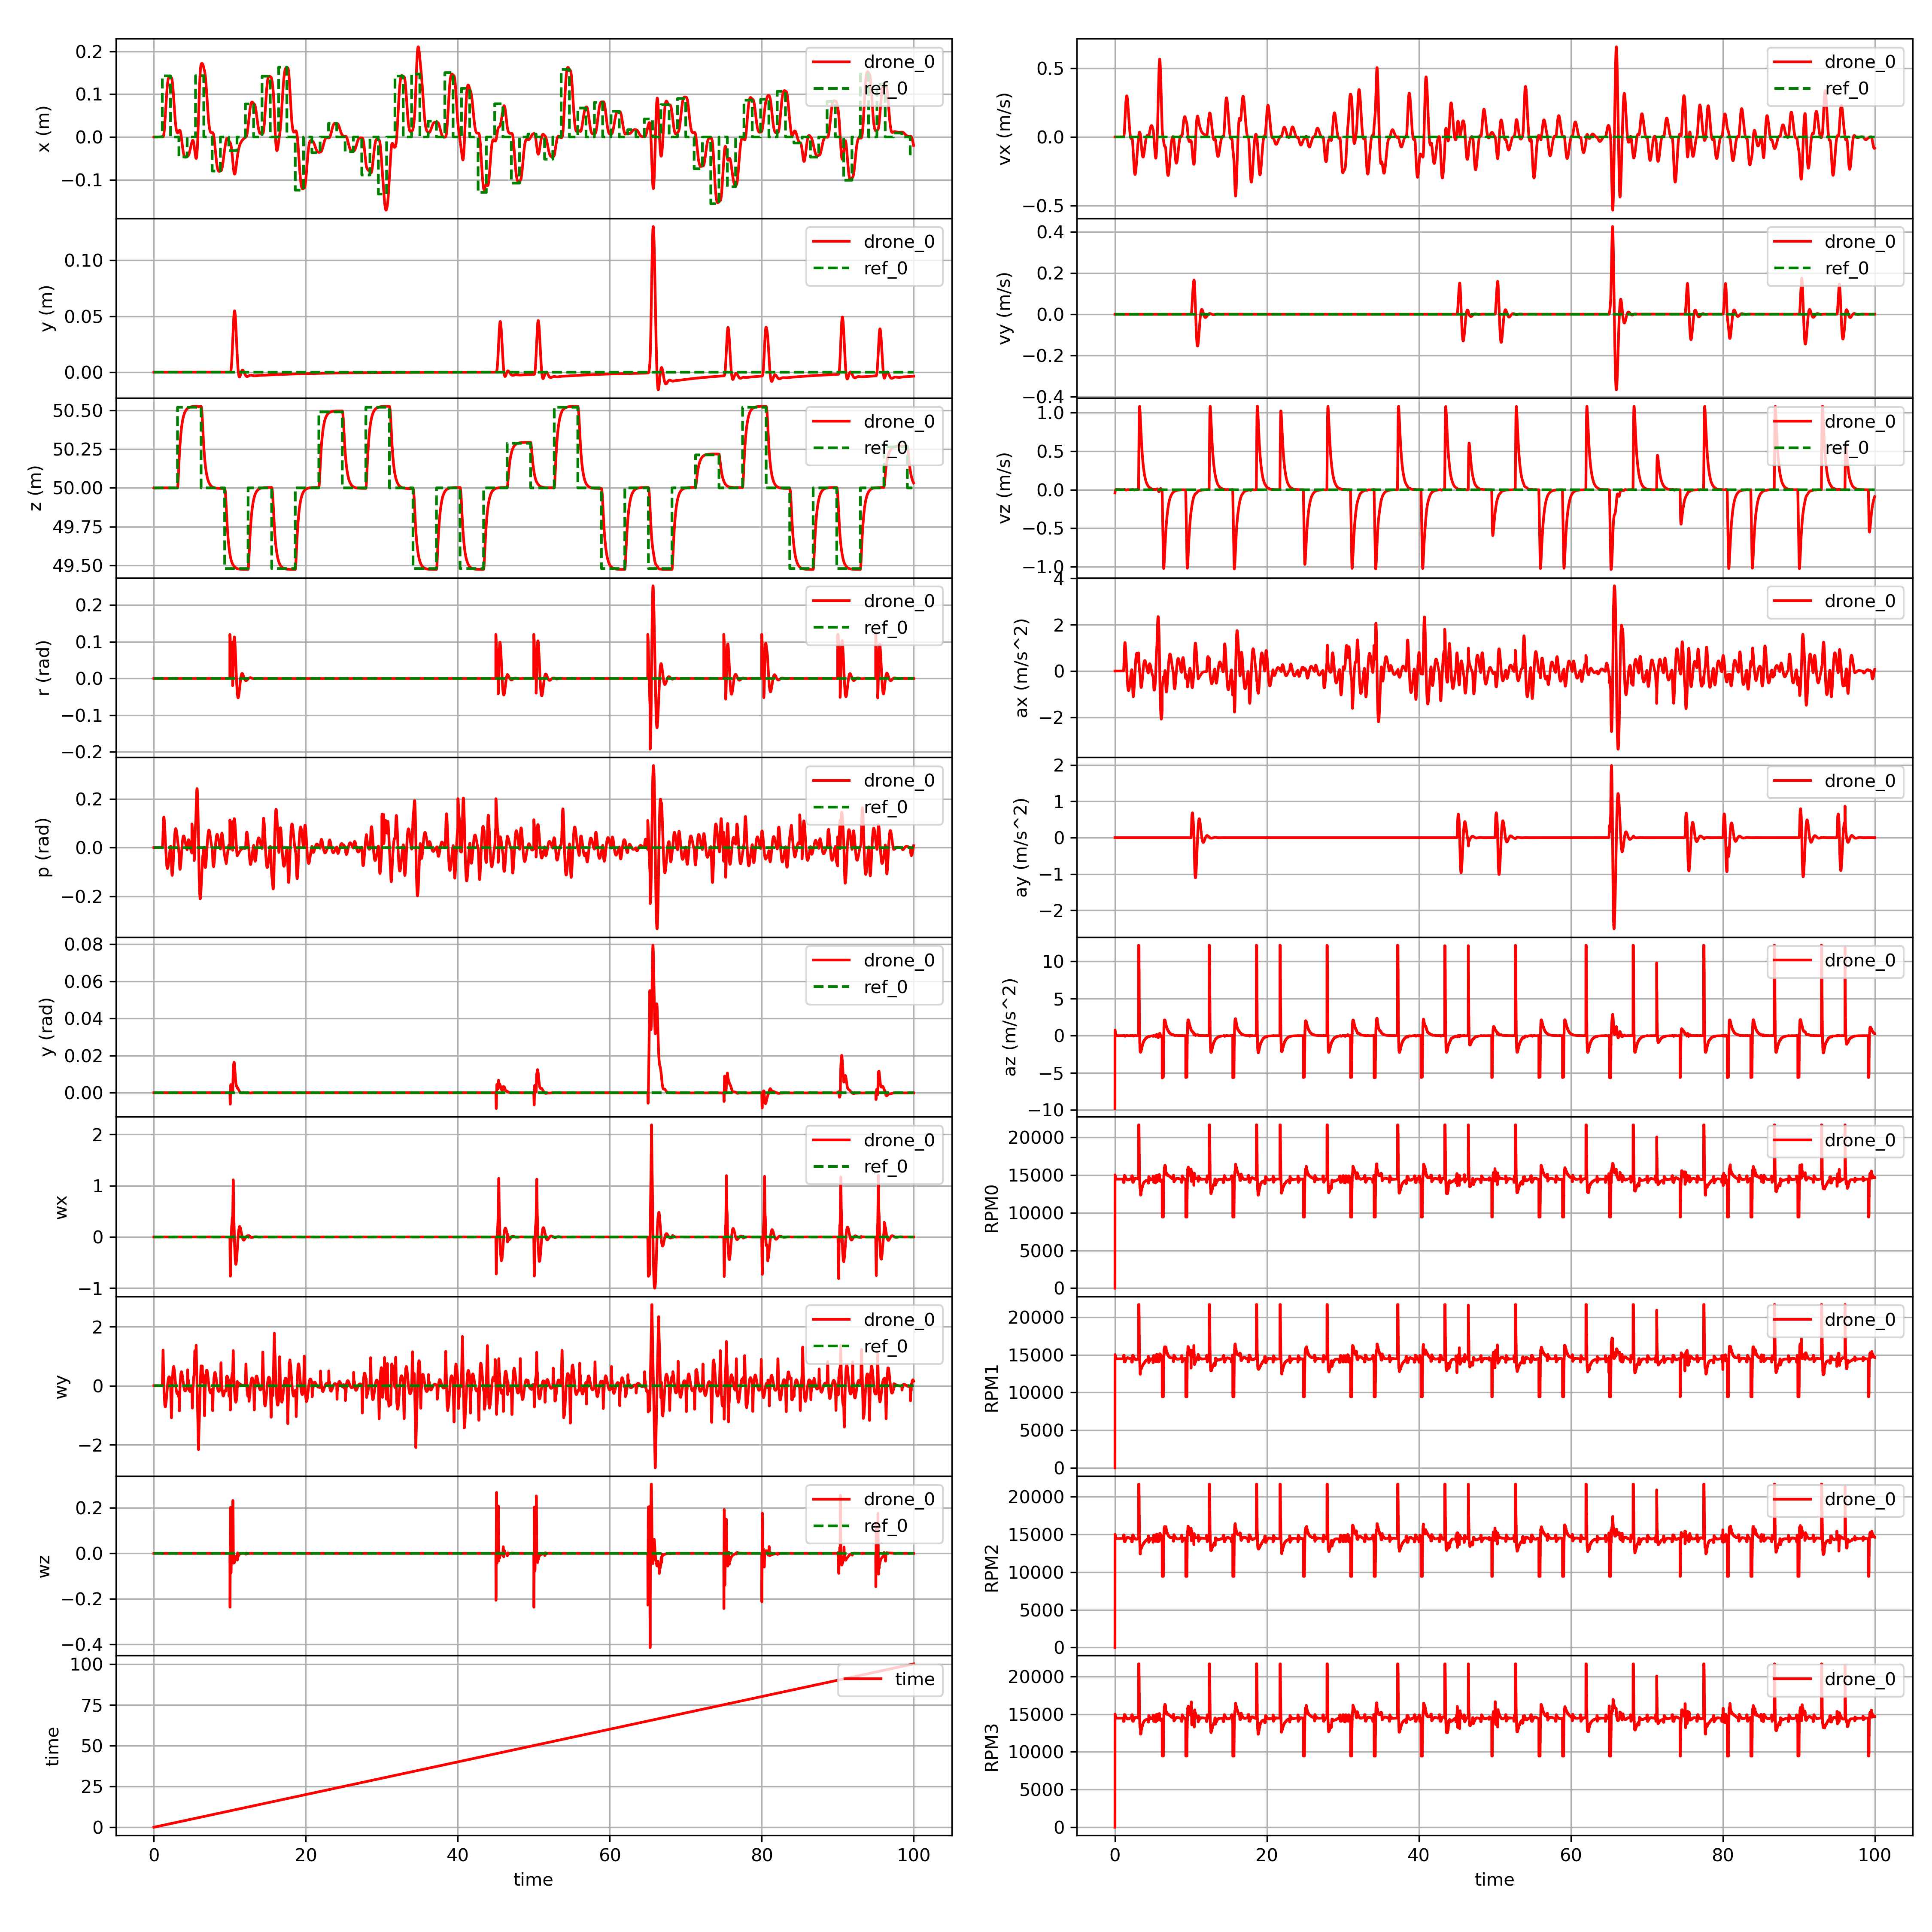 x (m)
0.2
0.1
0.0
−0.1
drone_0
ref_0
y (m)
0.10
0.05
0.00
drone_0
ref_0
z (m)
50.50
50.25
50.00
49.75
49.50
drone_0
ref_0
r (rad)
0.2
0.1
0.0
−0.1
−0.2
drone_0
ref_0
p (rad)
0.2
0.0
−0.2
drone_0
ref_0
y (rad)
0.08
0.06
0.04
0.02
0.00
drone_0
ref_0
wx
2
1
0
−1
drone_0
ref_0
wy
2
0
−2
drone_0
ref_0
wz
0.2
0.0
−0.2
−0.4
drone_0
ref_0
time
100
75
50
25
0
time
0 20 40 60 80 100
time
vx (m/s)
0.5
0.0
−0.5
drone_0
ref_0
vy (m/s)
0.4
0.2
0.0
−0.2
−0.4
drone_0
ref_0
vz (m/s)
1.0
0.5
0.0
−0.5
−1.0
drone_0
ref_0
ax (m/s^2)
4
2
0
−2
drone_0
ay (m/s^2)
2
1
0
−1
−2
drone_0
az (m/s^2)
10
5
0
−5
−10
drone_0
RPM0
20000
15000
10000
5000
0
drone_0
RPM1
20000
15000
10000
5000
0
drone_0
RPM2
20000
15000
10000
5000
0
drone_0
RPM3
20000
15000
10000
5000
0
drone_0
0 20 40 60 80 100
time